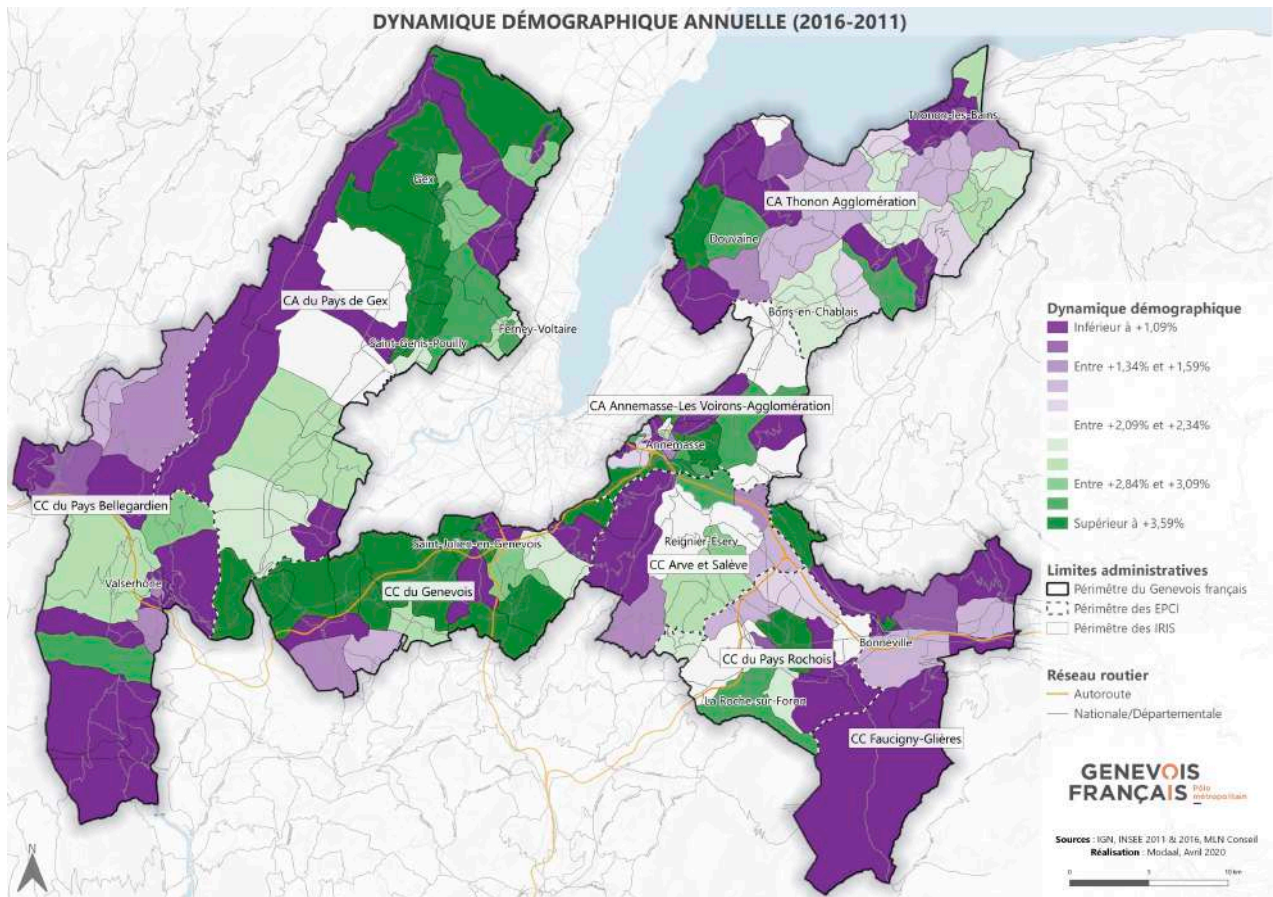 DYNAMIQUE DÉMOGRAPHIQUE ANNUELLE (2016-2011)
Thonon-les-Bains
Gex
CA Thonon Agglomération
Douvaine
CA du Pays de Gex
Bons-en-Chablais
Ferney-Voltaire
Saint-Genis-Pouilly
CA Annemasse-Les Voirons-Agglomération
Annemasse
CC du Pays Bellegardien
Saint-Julien-en-Genevois
Reignier-Esery
CC Arve et Salève
Valserhône
CC du Genevois
Bonneville
CC du Pays Rochois
La Roche-sur-Foron
CC Faucigny-Glières
Dynamique démographique
Inférieur à +1,09%
Entre +1,34% et +1,59%
Entre +2,09% et +2,34%
Entre +2,84% et +3,09%
Supérieur à +3,59%
Limites administratives
Périmètre du Genevois français
Périmètre des EPCI
Périmètre des IRIS
Réseau routier
Autoroute
Nationale/Départementale
GENEVOIS
FRANÇAIS Pôle
métropolitain
Sources : IGN, INSEE 2011 & 2016, MLN Conseil
Réalisation : Modaal, Avril 2020
0 5 10 km
N